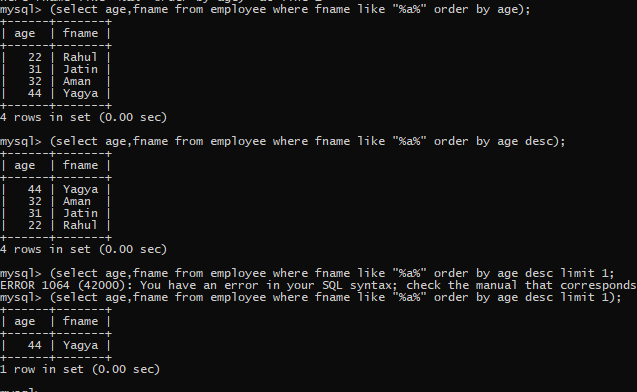 mysql> (select age,fname from employee where fname like "%a%" order by age);
+------+-------+
| age  | fname |
+------+-------+
|   22 | Rahul |
|   31 | Jatin |
|   32 | Aman  |
|   44 | Yagya |
+------+-------+
4 rows in set (0.00 sec)
mysql> (select age,fname from employee where fname like "%a%" order by age desc);
+------+-------+
| age  | fname |
+------+-------+
|   44 | Yagya |
|   32 | Aman  |
|   31 | Jatin |
|   22 | Rahul |
+------+-------+
4 rows in set (0.00 sec)
mysql> (select age,fname from employee where fname like "%a%" order by age desc limit 1;
ERROR 1064 (42000): You have an error in your SQL syntax; check the manual that corresponds
mysql> (select age,fname from employee where fname like "%a%" order by age desc limit 1);
+------+-------+
| age  | fname |
+------+-------+
|   44 | Yagya |
+------+-------+
1 row in set (0.00 sec)